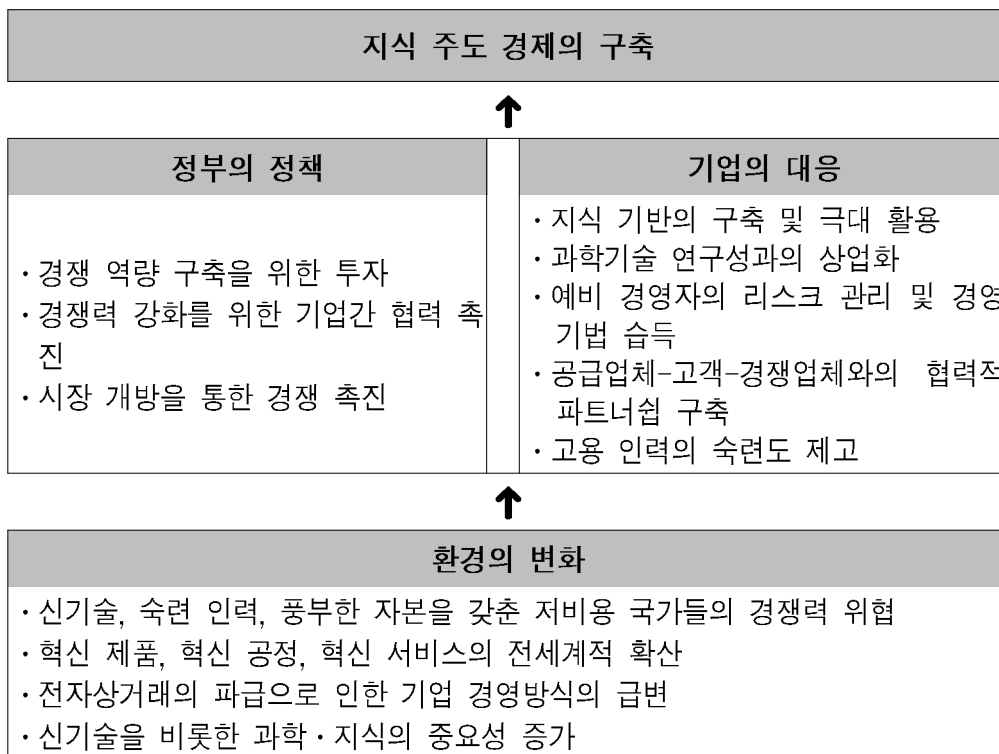 지식 주도 경제의 구축
정부의 정책
· 경쟁 역량 구축을 위한 투자
· 경쟁력 강화를 위한 기업간 협력 촉
진
· 시장 개방을 통한 경쟁 촉진
기업의 대응
· 지식 기반의 구축 및 극대 활용
· 과학기술 연구성과의 상업화
· 예비 경영자의 리스크 관리 및 경영
기법 습득
· 공급업체-고객-경쟁업체와의 협력적
파트너쉽 구축
· 고용 인력의 숙련도 제고
환경의 변화
· 신기술, 숙련 인력, 풍부한 자본을 갖춘 저비용 국가들의 경쟁력 위협
· 혁신 제품, 혁신 공정, 혁신 서비스의 전세계적 확산
· 전자상거래의 파급으로 인한 기업 경영방식의 급변
· 신기술을 비롯한 과학·지식의 중요성 증가